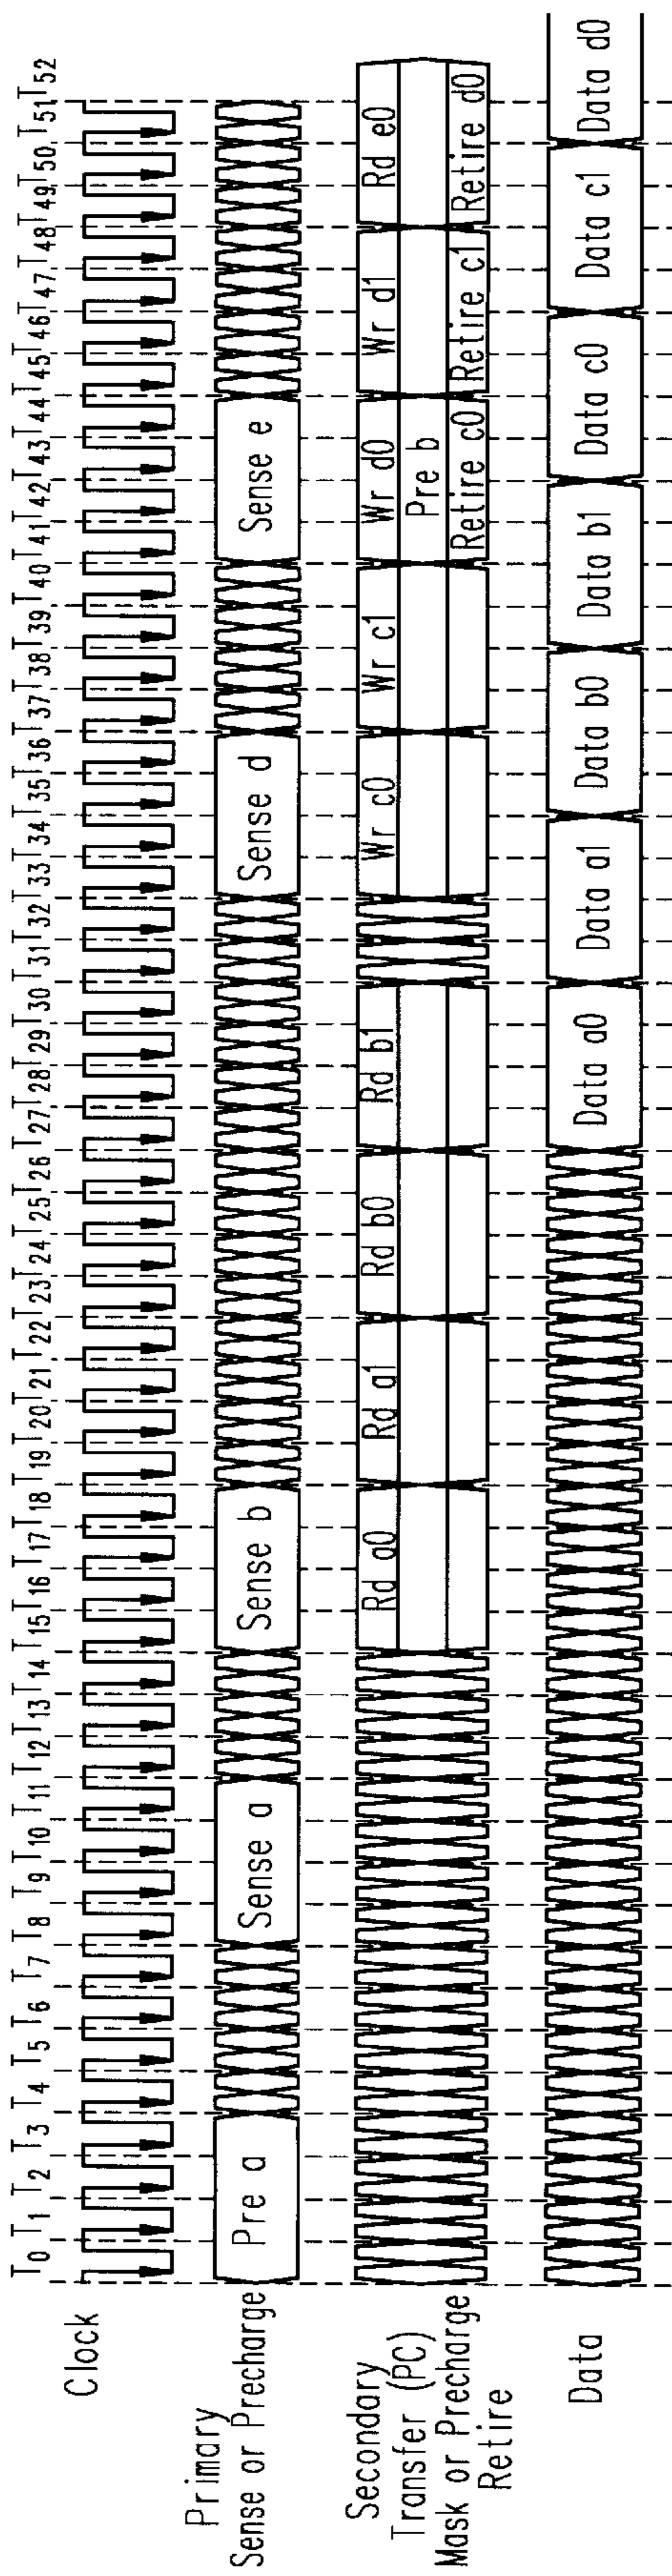 Clock
T0 T1 T2 T3 T4 T5 T6 T7 T8 T9 T10 T11 T12 T13 T14 T15 T16 T17 T18 T19 T20 T21 T22 T23 T24 T25 T26 T27 T28 T29 T30 T31 T32 T33 T34 T35 T36 T37 T38 T39 T40 T41 T42 T43 T44 T45 T46 T47 T48 T49 T50 T51 T52
Primary
Sense or Precharge
Pre a Sense a Sense b Sense d Sense e
Secondary
Transfer (PC)
Mask or Precharge
Retire
Rd a0 Rd a1 Rd b0 Rd b1 Wr c0 Wr c1 Wr d0 Wr d1 Rd e0
Pre b
Retire c0 Retire c1 Retire d0
Data
Data a0 Data a1 Data b0 Data b1 Data c0 Data c1 Data d0